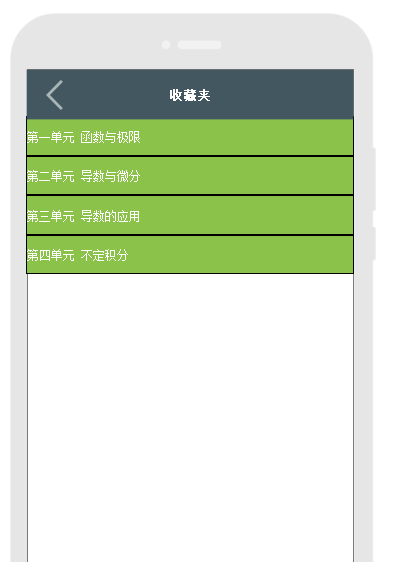 收藏夹
第一单元 函数与极限
第二单元 导数与微分
第三单元 导数的应用
第四单元 不定积分